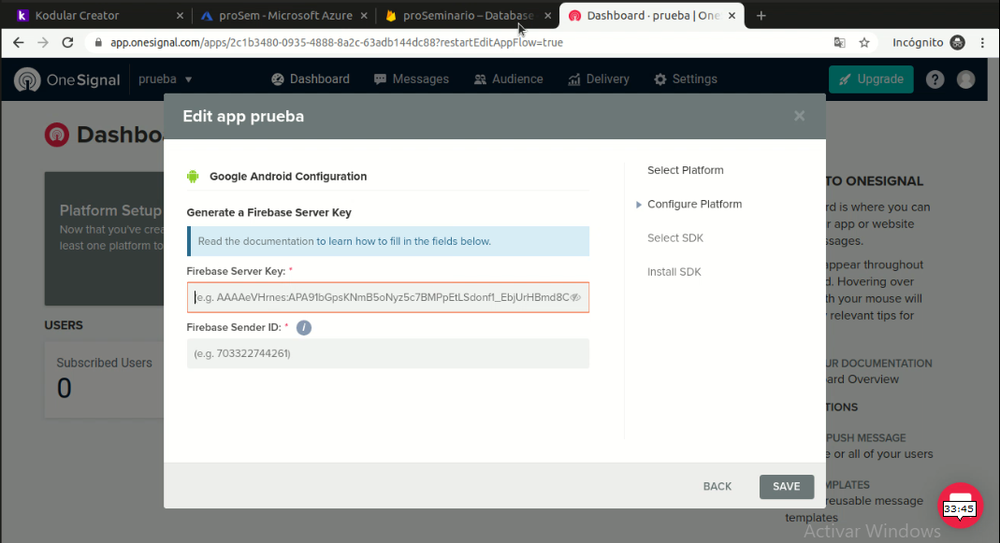 Kodular Creator
proSem - Microsoft Azure
proSeminario – Database
Dashboard · prueba | One
app.onesignal.com/apps/2c1b3480-0935-4888-8a2c-63adb144dc88?restartEditAppFlow=true
Incógnito
OneSignal
prueba
Dashboard
Messages
Audience
Delivery
Settings
Upgrade
?
Dashbo
Edit app prueba
Platform Setup
Now that you've crea
least one platform to
USERS
Subscribed Users
0
Google Android Configuration
Generate a Firebase Server Key
Read the documentation to learn how to fill in the fields below.
Firebase Server Key: *
(e.g. AAAAeVHrnes:APA91bGpsKNmB5oNyz5c7BMPpEtLSdonf1_EbjUrHBmd8C
Firebase Sender ID: * i
(e.g. 703322744261)
Select Platform
Configure Platform
Select SDK
Install SDK
BACK
SAVE
TO ONESIGNAL
rd is where you can
r app or website
ssages.
appear throughout
d. Hovering over
th your mouse will
relevant tips for
UR DOCUMENTATION
ard Overview
TIONS
PUSH MESSAGE
e or all of your users
MPLATES
reusable message
templates
33:45
Activar Windows